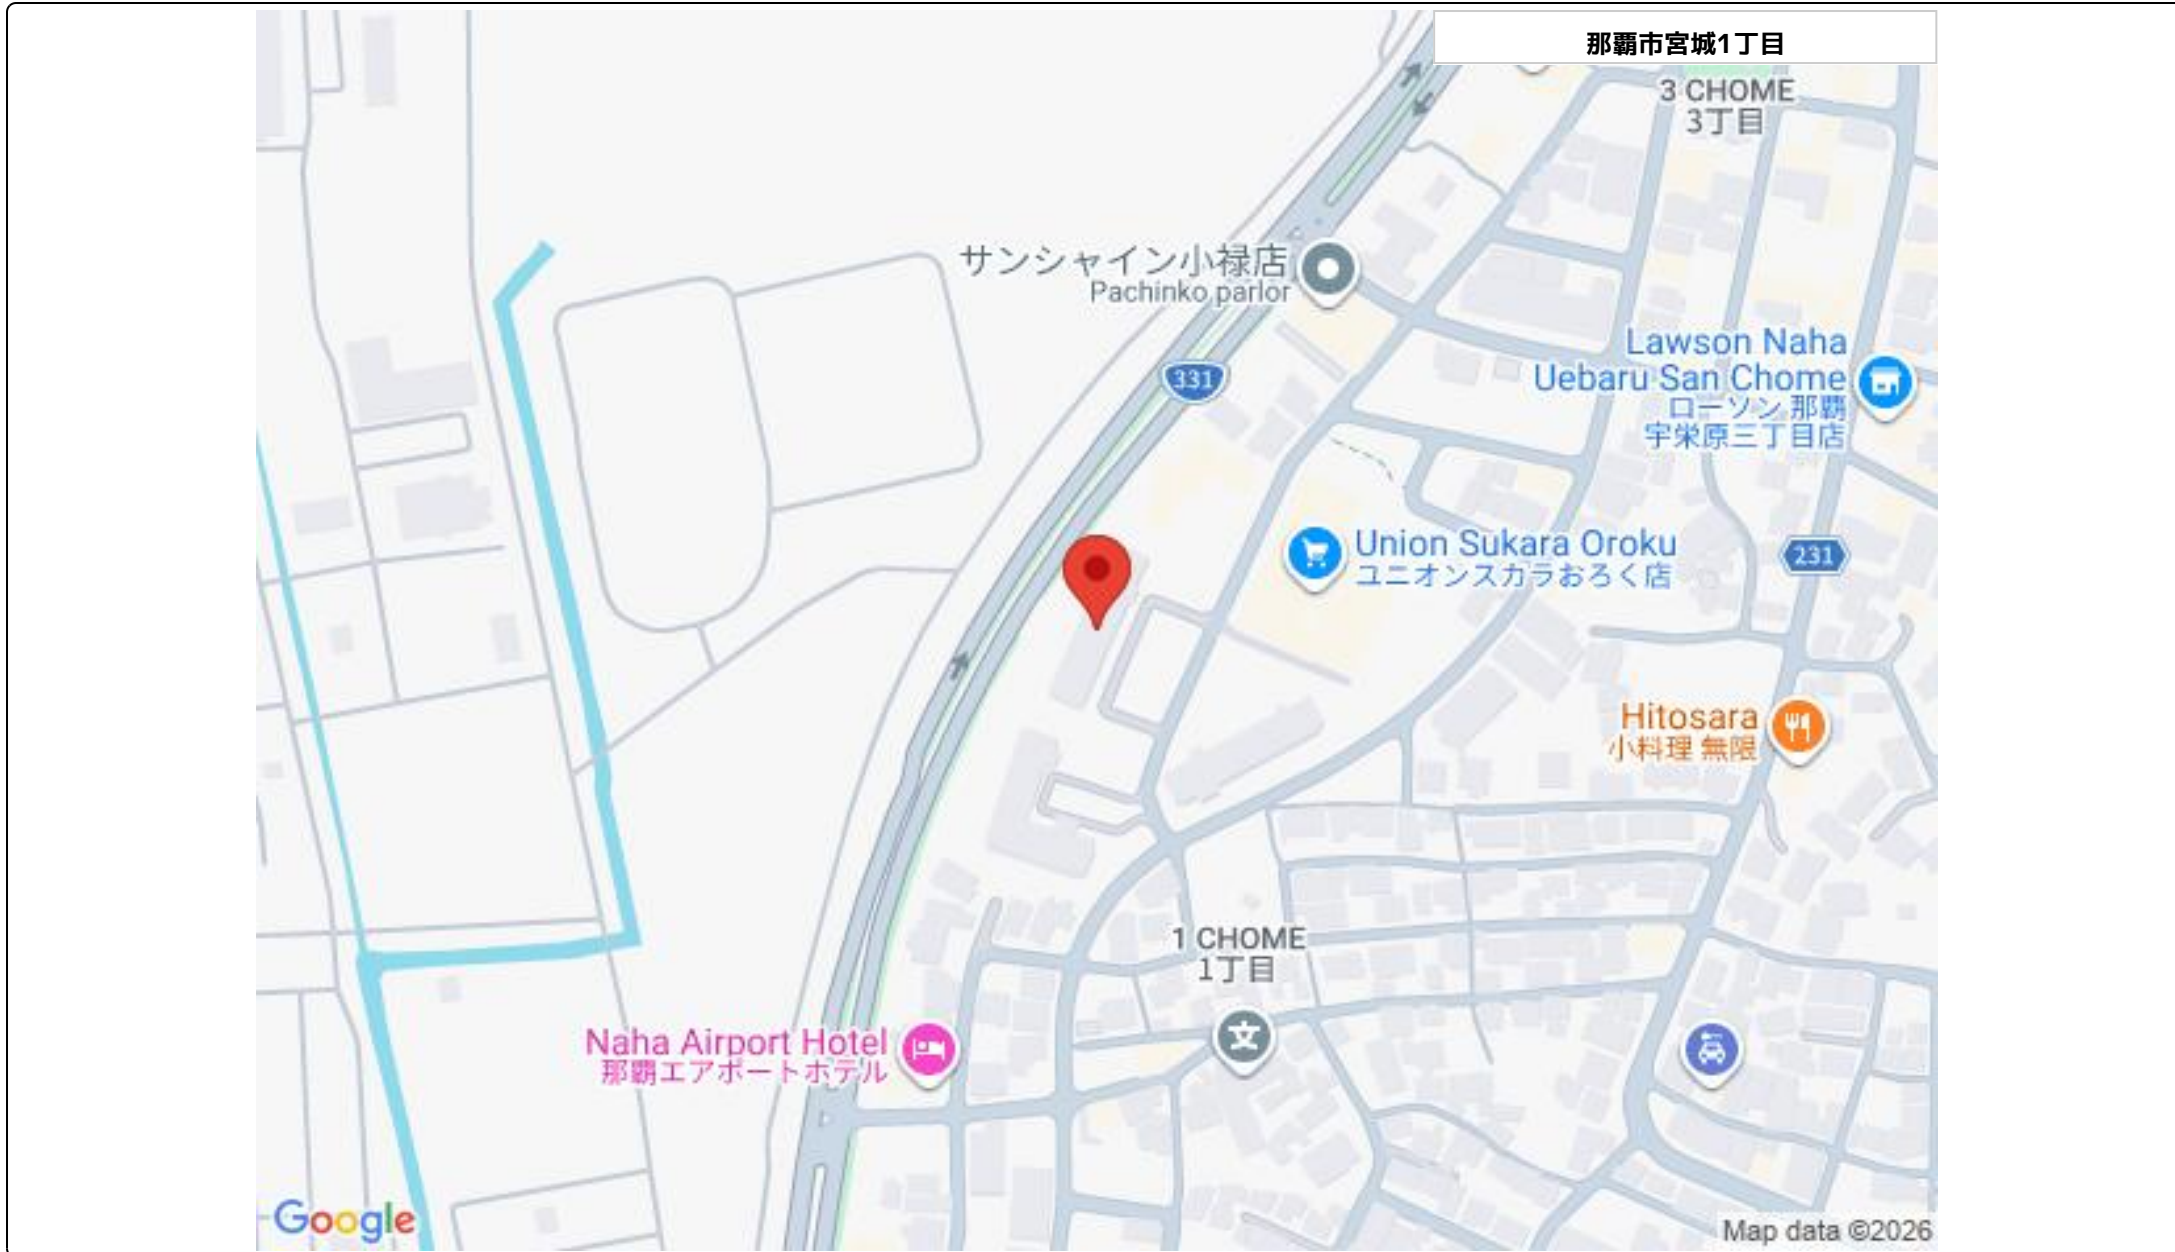 那覇市宮城1丁目
3 CHOME
3丁目
サンシャイン小禄店
Pachinko parlor
331
Lawson Naha
Uebaru San Chome
ローソン 那覇
宇栄原三丁目店
Union Sukara Oroku
ユニオンスカラおろく店
231
Hitosara
小料理 無限
1 CHOME
1丁目
文
Naha Airport Hotel
那覇エアポートホテル
Google
Map data ©2026